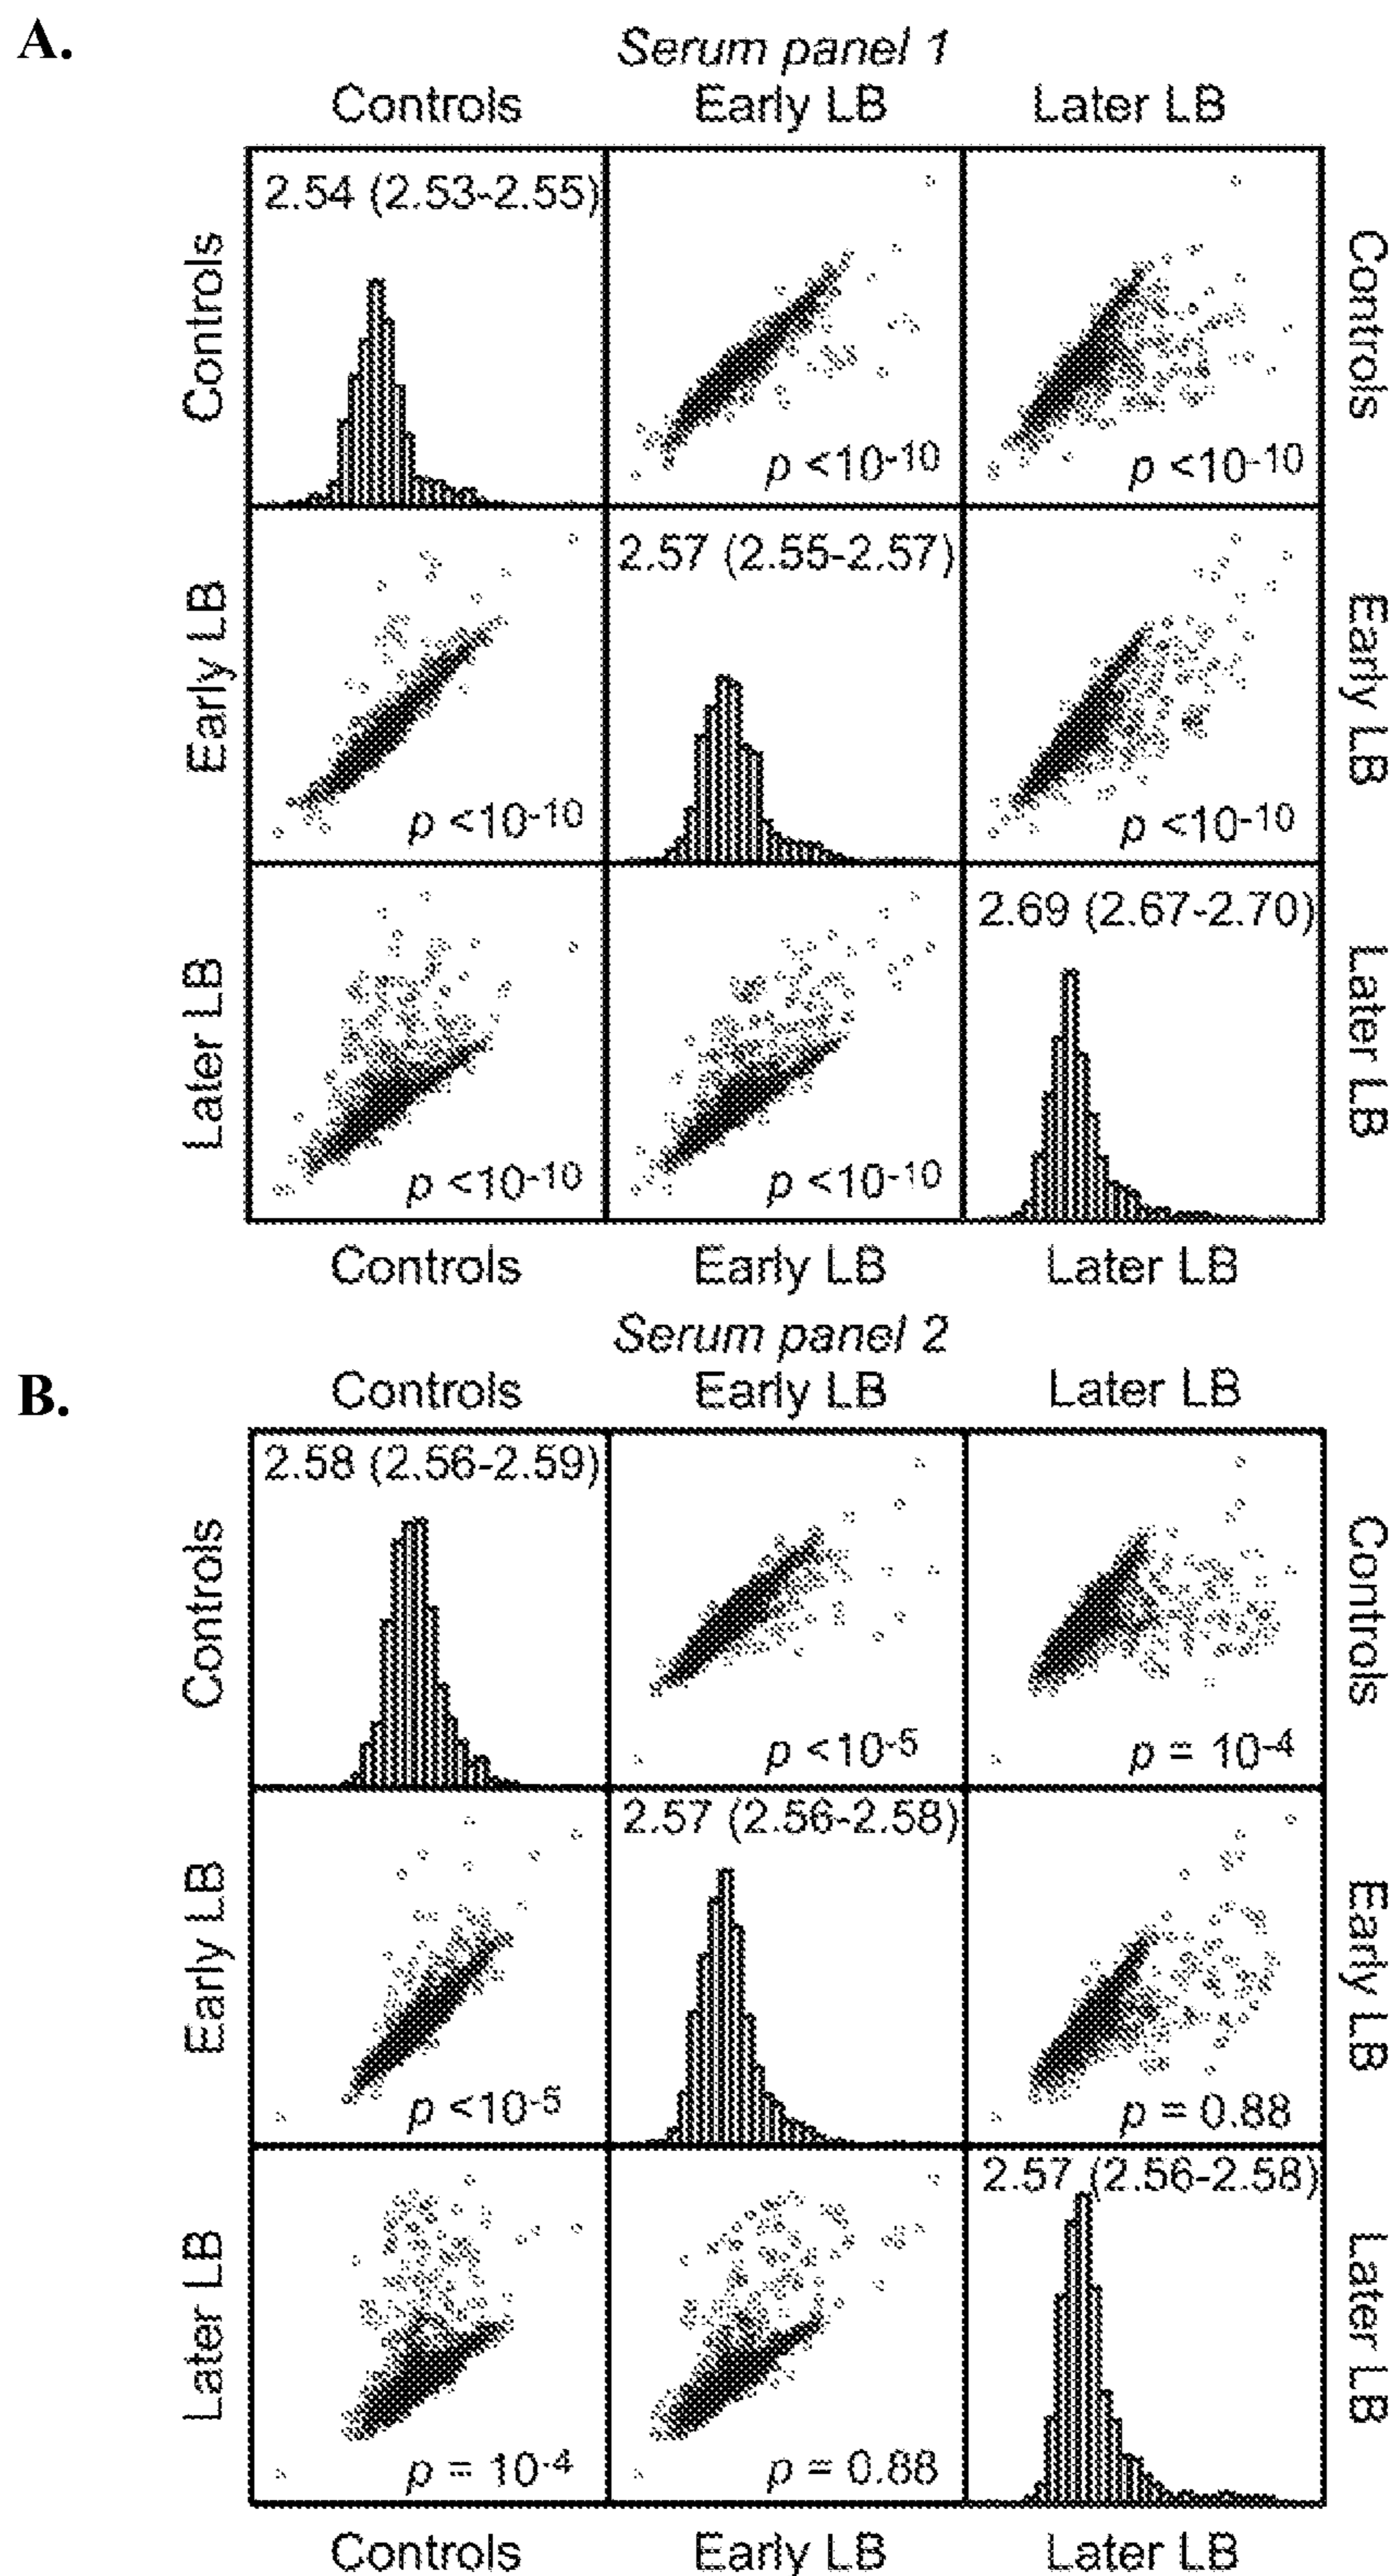 A.
Serum panel 1
Controls Early LB Later LB
2.54 (2.53-2.55)
Controls
p <10-10
p <10-10
Controls
Early LB
p <10-10
2.57 (2.55-2.57)
p <10-10
Early LB
Later LB
p <10-10
p <10-10
2.69 (2.67-2.70)
Later LB
Controls Early LB Later LB
Serum panel 2
B.
Controls Early LB Later LB
2.58 (2.56-2.59)
Controls
p <10-5
p = 10-4
Controls
Early LB
p <10-5
2.57 (2.56-2.58)
p = 0.88
Early LB
Later LB
p = 10-4
p = 0.88
2.57 (2.56-2.58)
Later LB
Controls Early LB Later LB